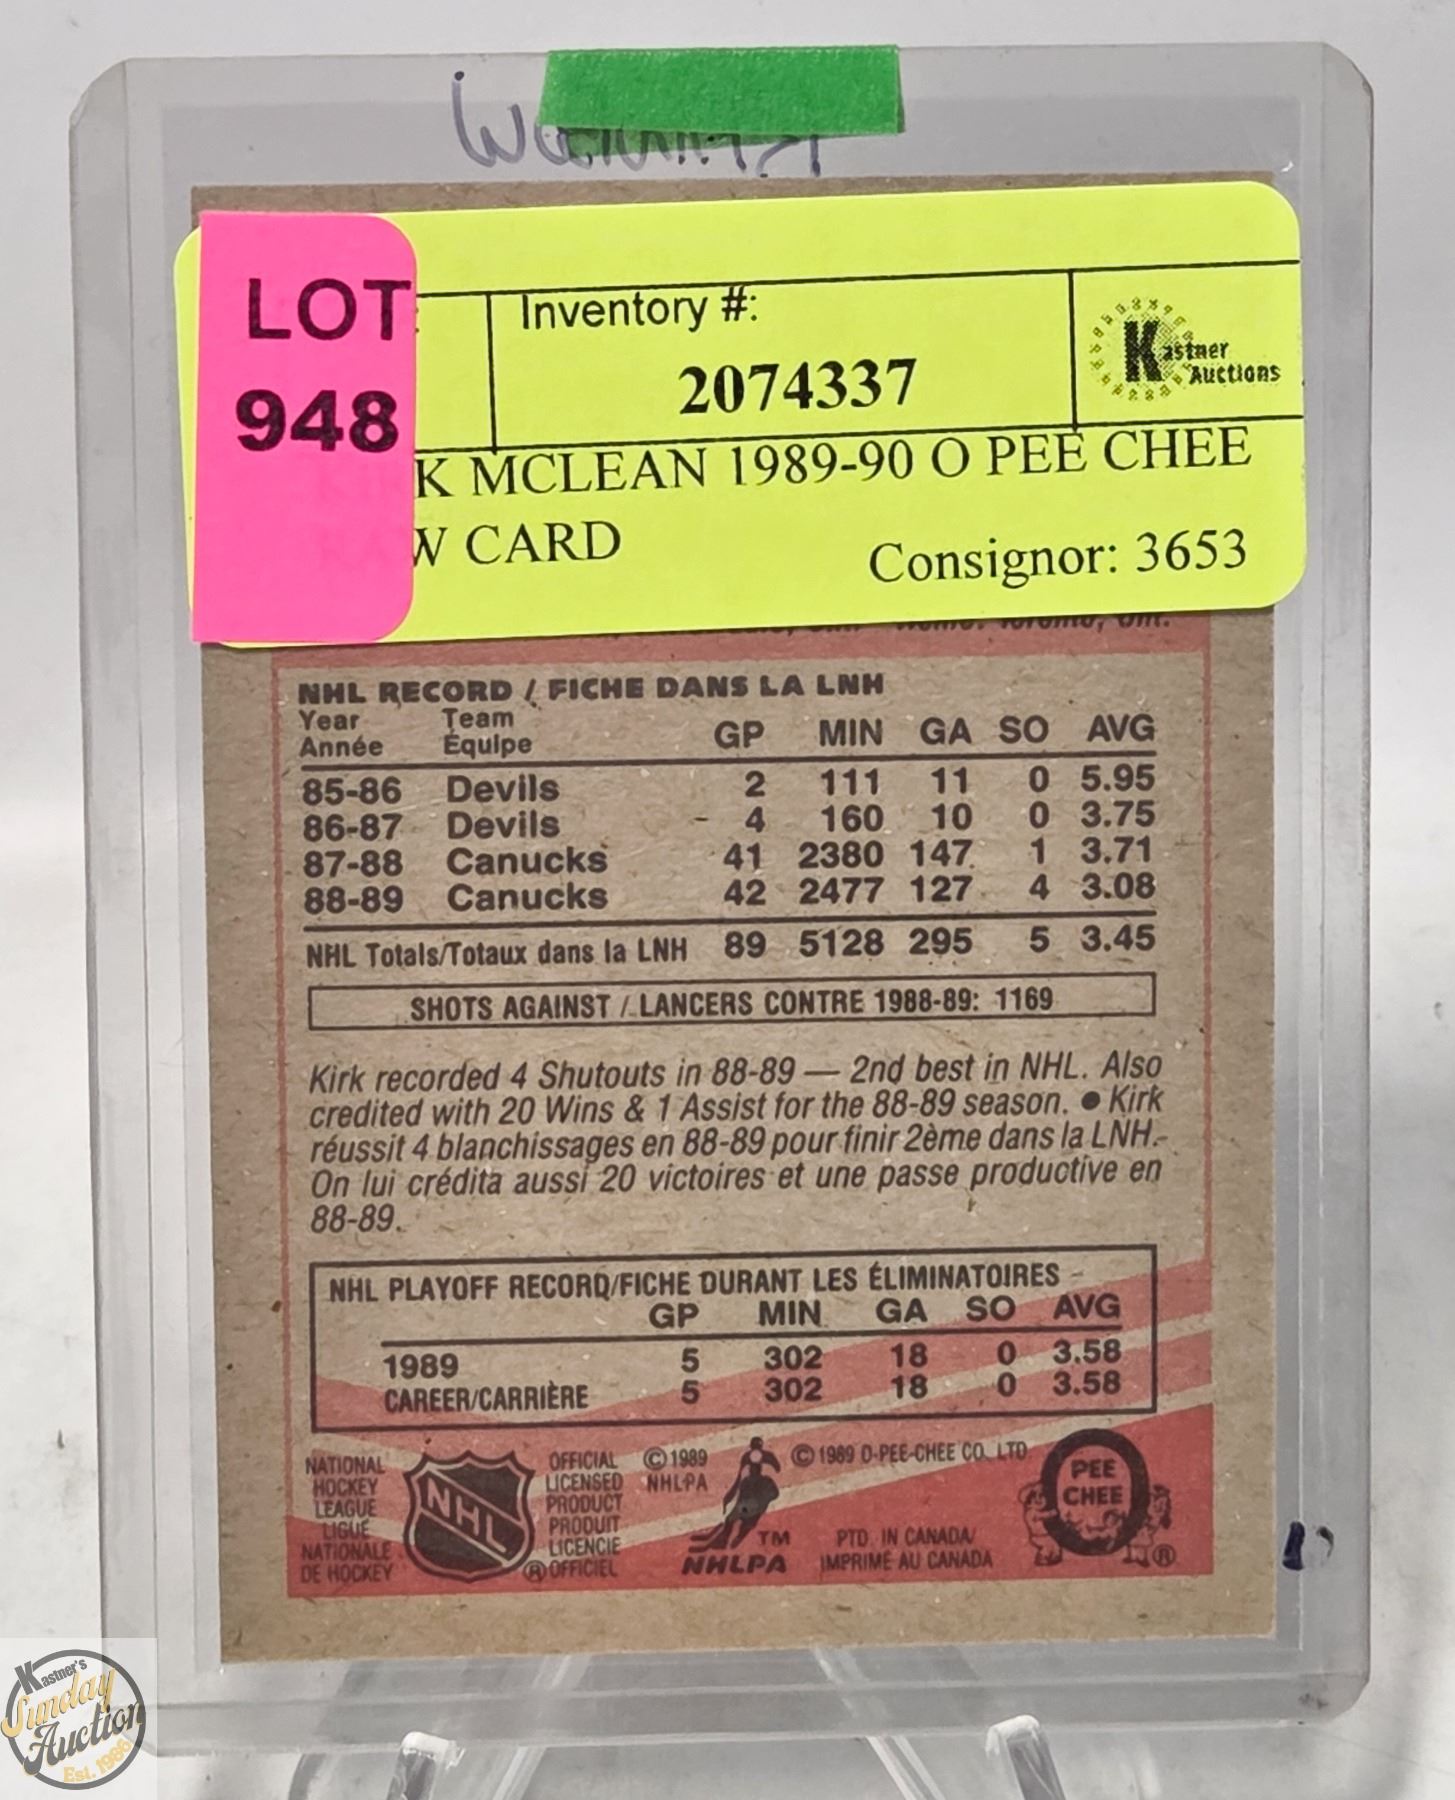 LOT
948
Inventory #:
2074337
Kastner
Auctions
K MCLEAN 1989-90 O PEE CHEE
W CARD
Consignor: 3653
NHL RECORD / FICHE DANS LA LNH
Year Team
Année Équipe GP MIN GA SO AVG
85-86 Devils 2 111 11 0 5.95
86-87 Devils 4 160 10 0 3.75
87-88 Canucks 41 2380 147 1 3.71
88-89 Canucks 42 2477 127 4 3.08
NHL Totals/Totaux dans la LNH 89 5128 295 5 3.45
SHOTS AGAINST / LANCERS CONTRE 1988-89: 1169
Kirk recorded 4 Shutouts in 88-89 — 2nd best in NHL. Also
credited with 20 Wins & 1 Assist for the 88-89 season. ● Kirk
réussit 4 blanchissages en 88-89 pour finir 2ème dans la LNH.
On lui crédita aussi 20 victoires et une passe productive en
88-89.
NHL PLAYOFF RECORD/FICHE DURANT LES ÉLIMINATOIRES
GP MIN GA SO AVG
1989 5 302 18 0 3.58
CAREER/CARRIÈRE 5 302 18 0 3.58
NATIONAL
HOCKEY
LEAGUE
LIGUE
NATIONALE
DE HOCKEY
NHL
®
OFFICIAL
LICENSED
PRODUCT
PRODUIT
LICENCIE
OFFICIEL
©1989
NHLPA
TM
NHLPA
©1989 O-PEE-CHEE CO. LTD
PTD. IN CANADA/
IMPRIMÉ AU CANADA
PEE
CHEE
®
Kastner's
Sunday
Auction
Est. 1986